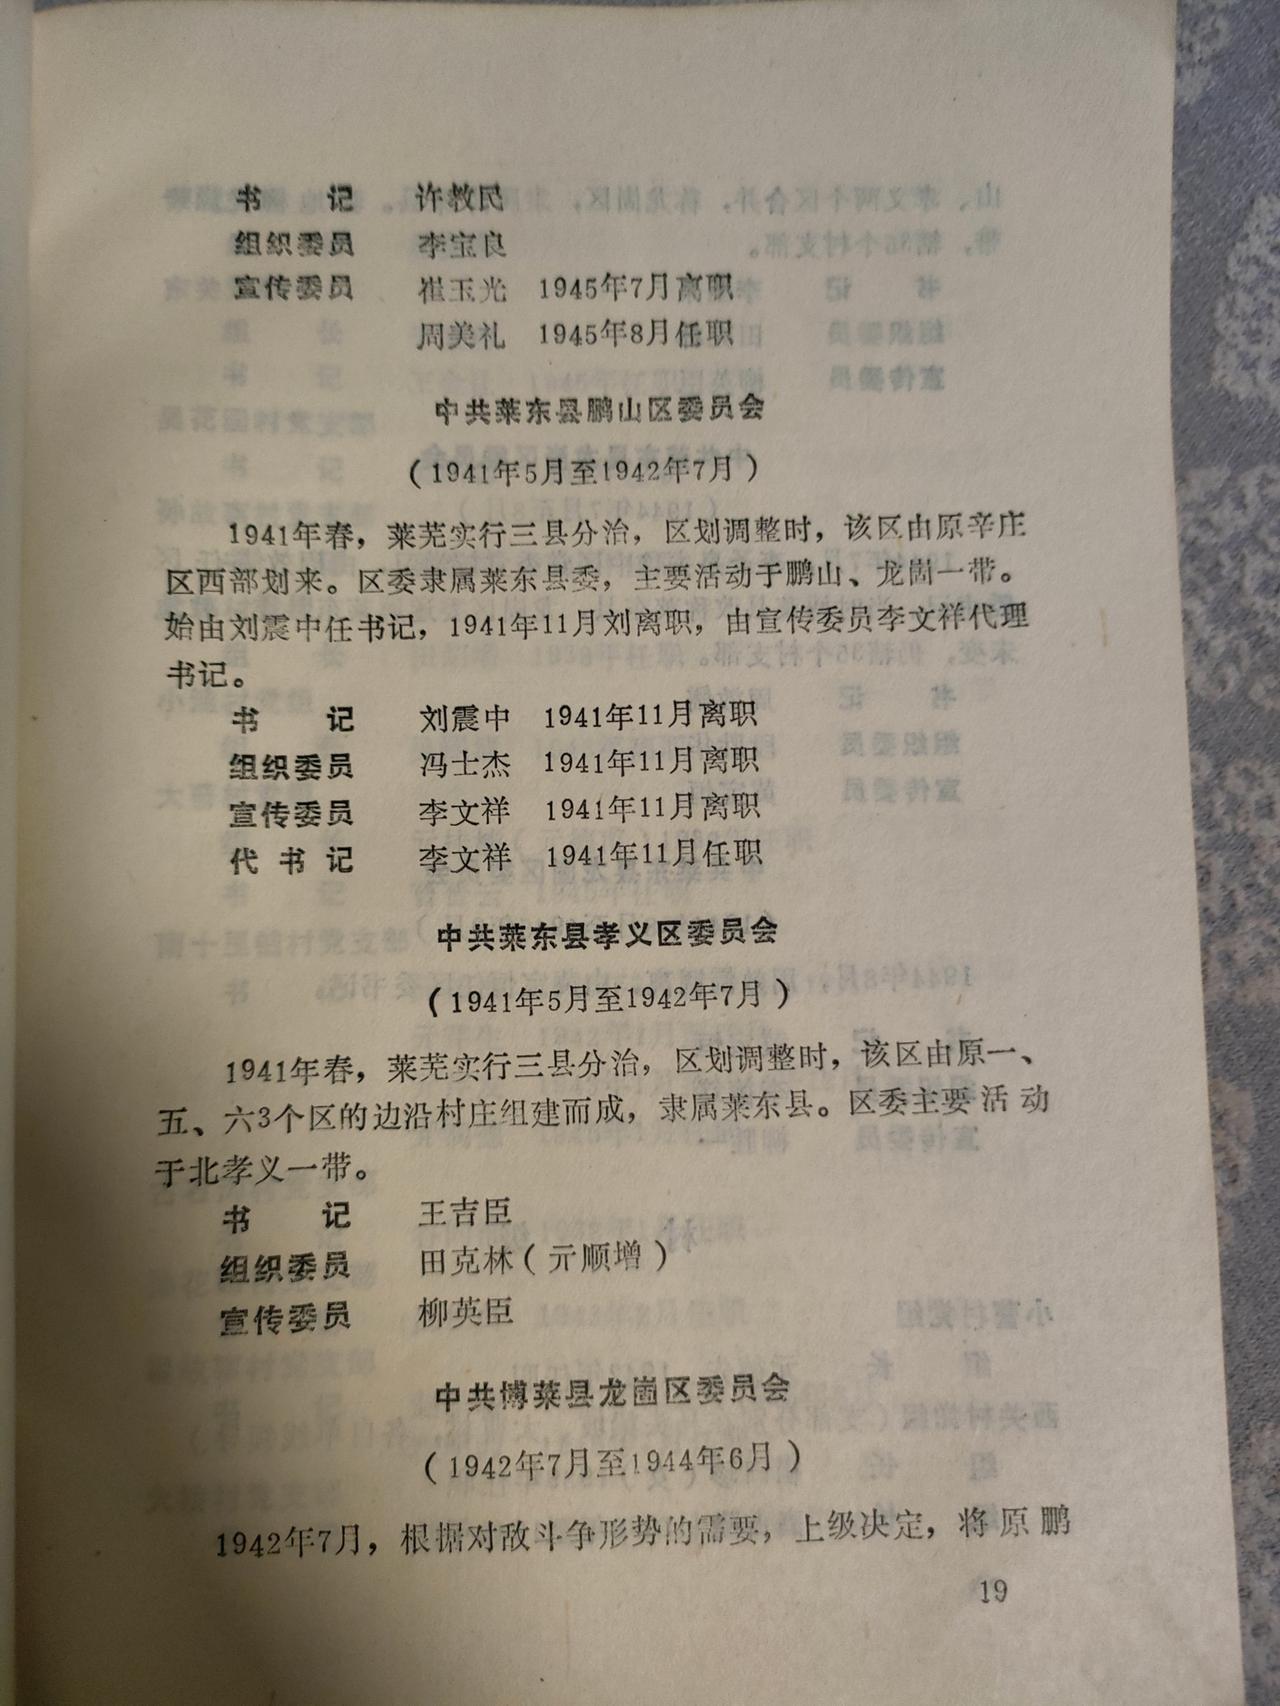 书 记 许教民
组织委员 李宝良
宣传委员 崔玉光 1945年7月离职
周美礼 1945年8月任职
中共莱东县鹏山区委员会
(1941年5月至1942年7月)
1941年春,莱芜实行三县分治,区划调整时,该区由原辛庄
区西部划来。区委隶属莱东县委,主要活动于鹏山、龙崮一带。
始由刘震中任书记,1941年11月刘离职,由宣传委员李文祥代理
书记。
书 记 刘震中 1941年11月离职
组织委员 冯士杰 1941年11月离职
宣传委员 李文祥 1941年11月离职
代 书 记 李文祥 1941年11月任职
中共莱东县孝义区委员会
(1941年5月至1942年7月)
1941年春,莱芜实行三县分治,区划调整时,该区由原一、
五、六3个区的边沿村庄组建而成,隶属莱东县。区委主要活动
于北孝义一带。
书 记 王吉臣
组织委员 田克林(亓顺增)
宣传委员 柳英臣
中共博莱县龙崮区委员会
(1942年7月至1944年6月)
1942年7月,根据对敌斗争形势的需要,上级决定,将原鹏
19